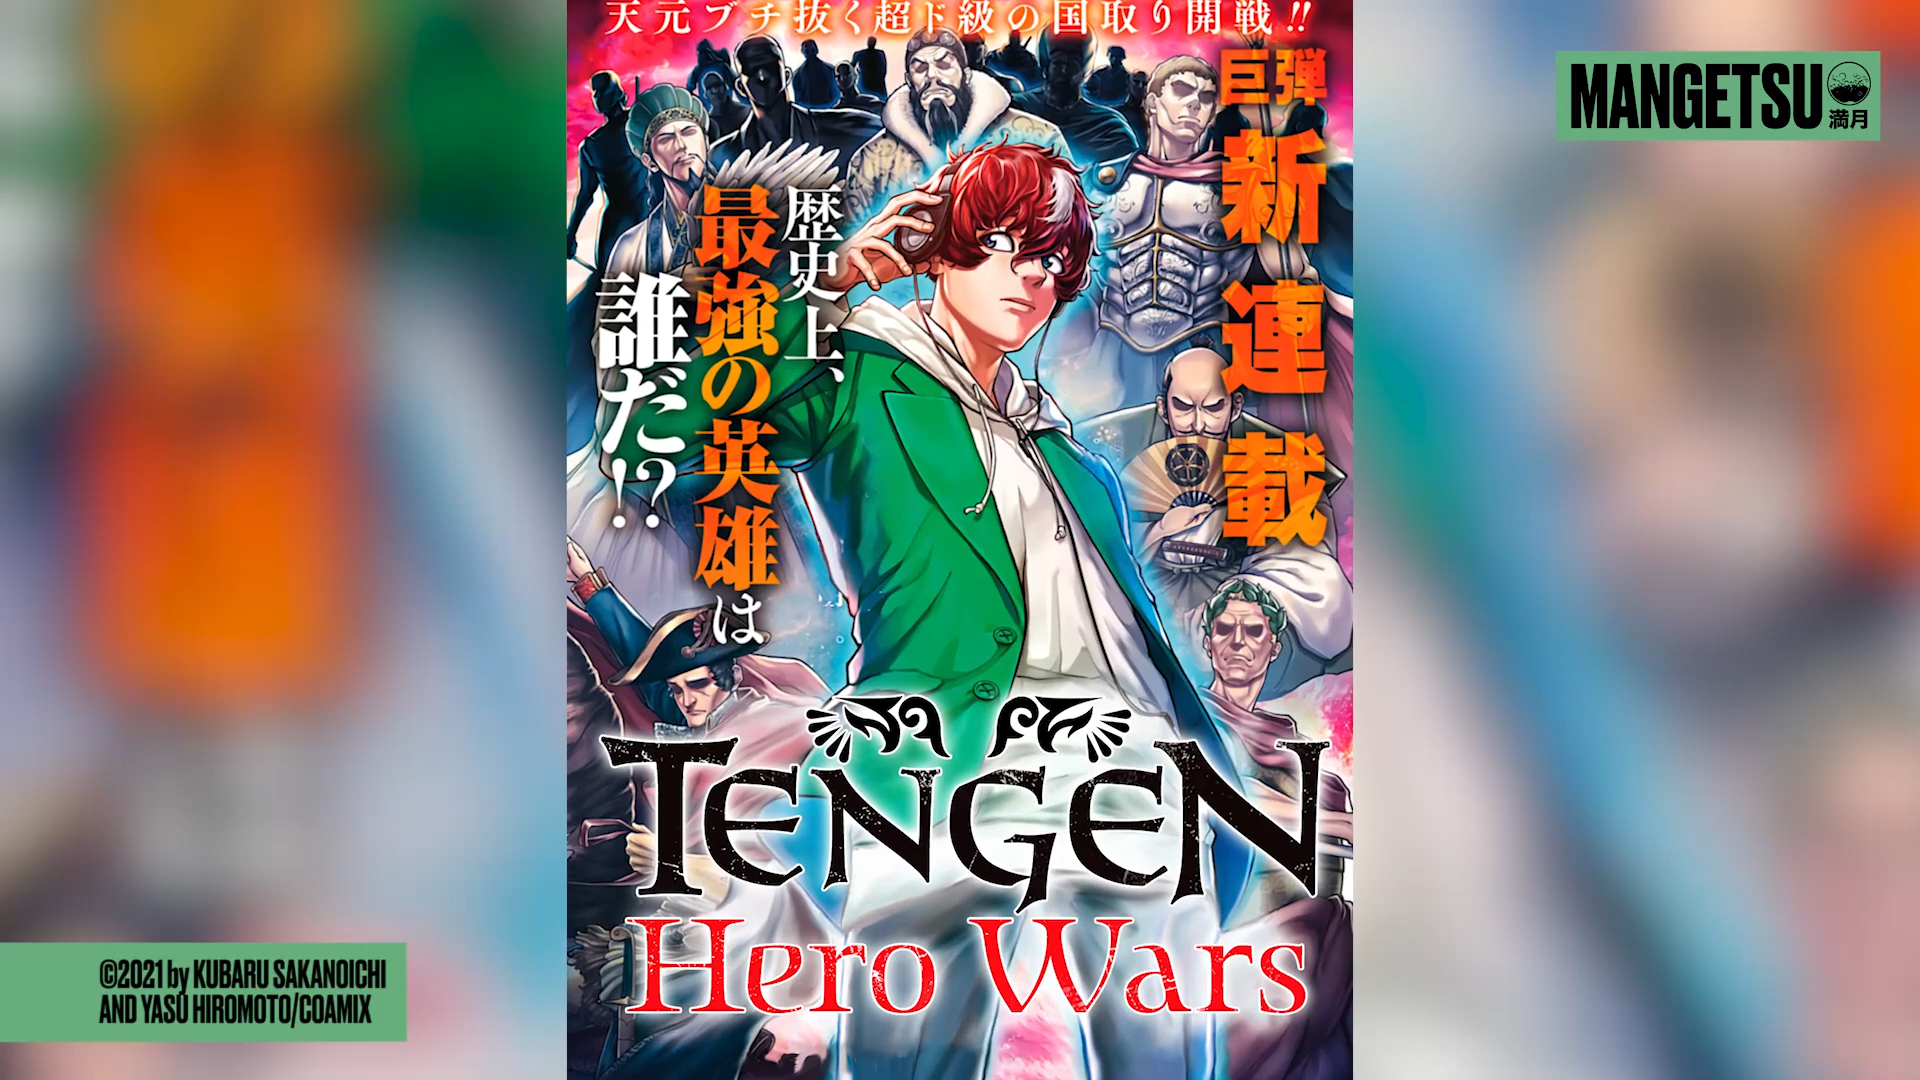 天元ブチ抜く超ド級の国取り開戦!!
巨弾
新連載
歴史上、
最強の英雄は
誰だ!?
TENGEN
Hero Wars
MANGETSU
満月
©2021 by KUBARU SAKANOICHI
AND YASU HIROMOTO/COAMIX